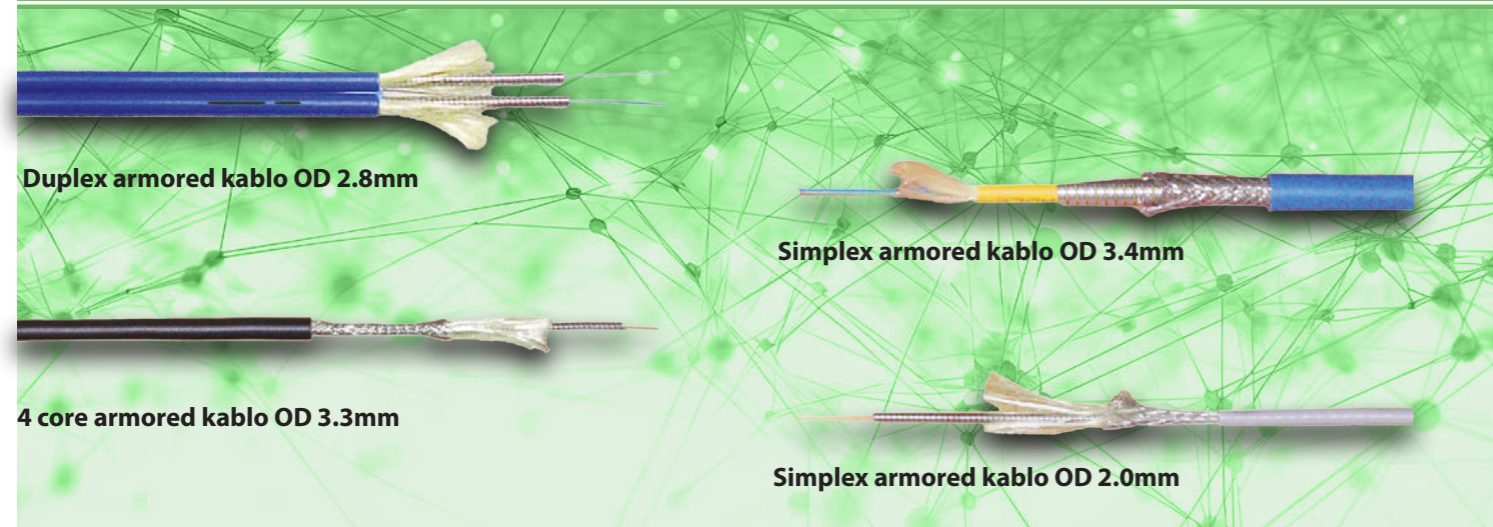 Duplex armored kablo OD 2.8mm
Simplex armored kablo OD 3.4mm
4 core armored kablo OD 3.3mm
Simplex armored kablo OD 2.0mm